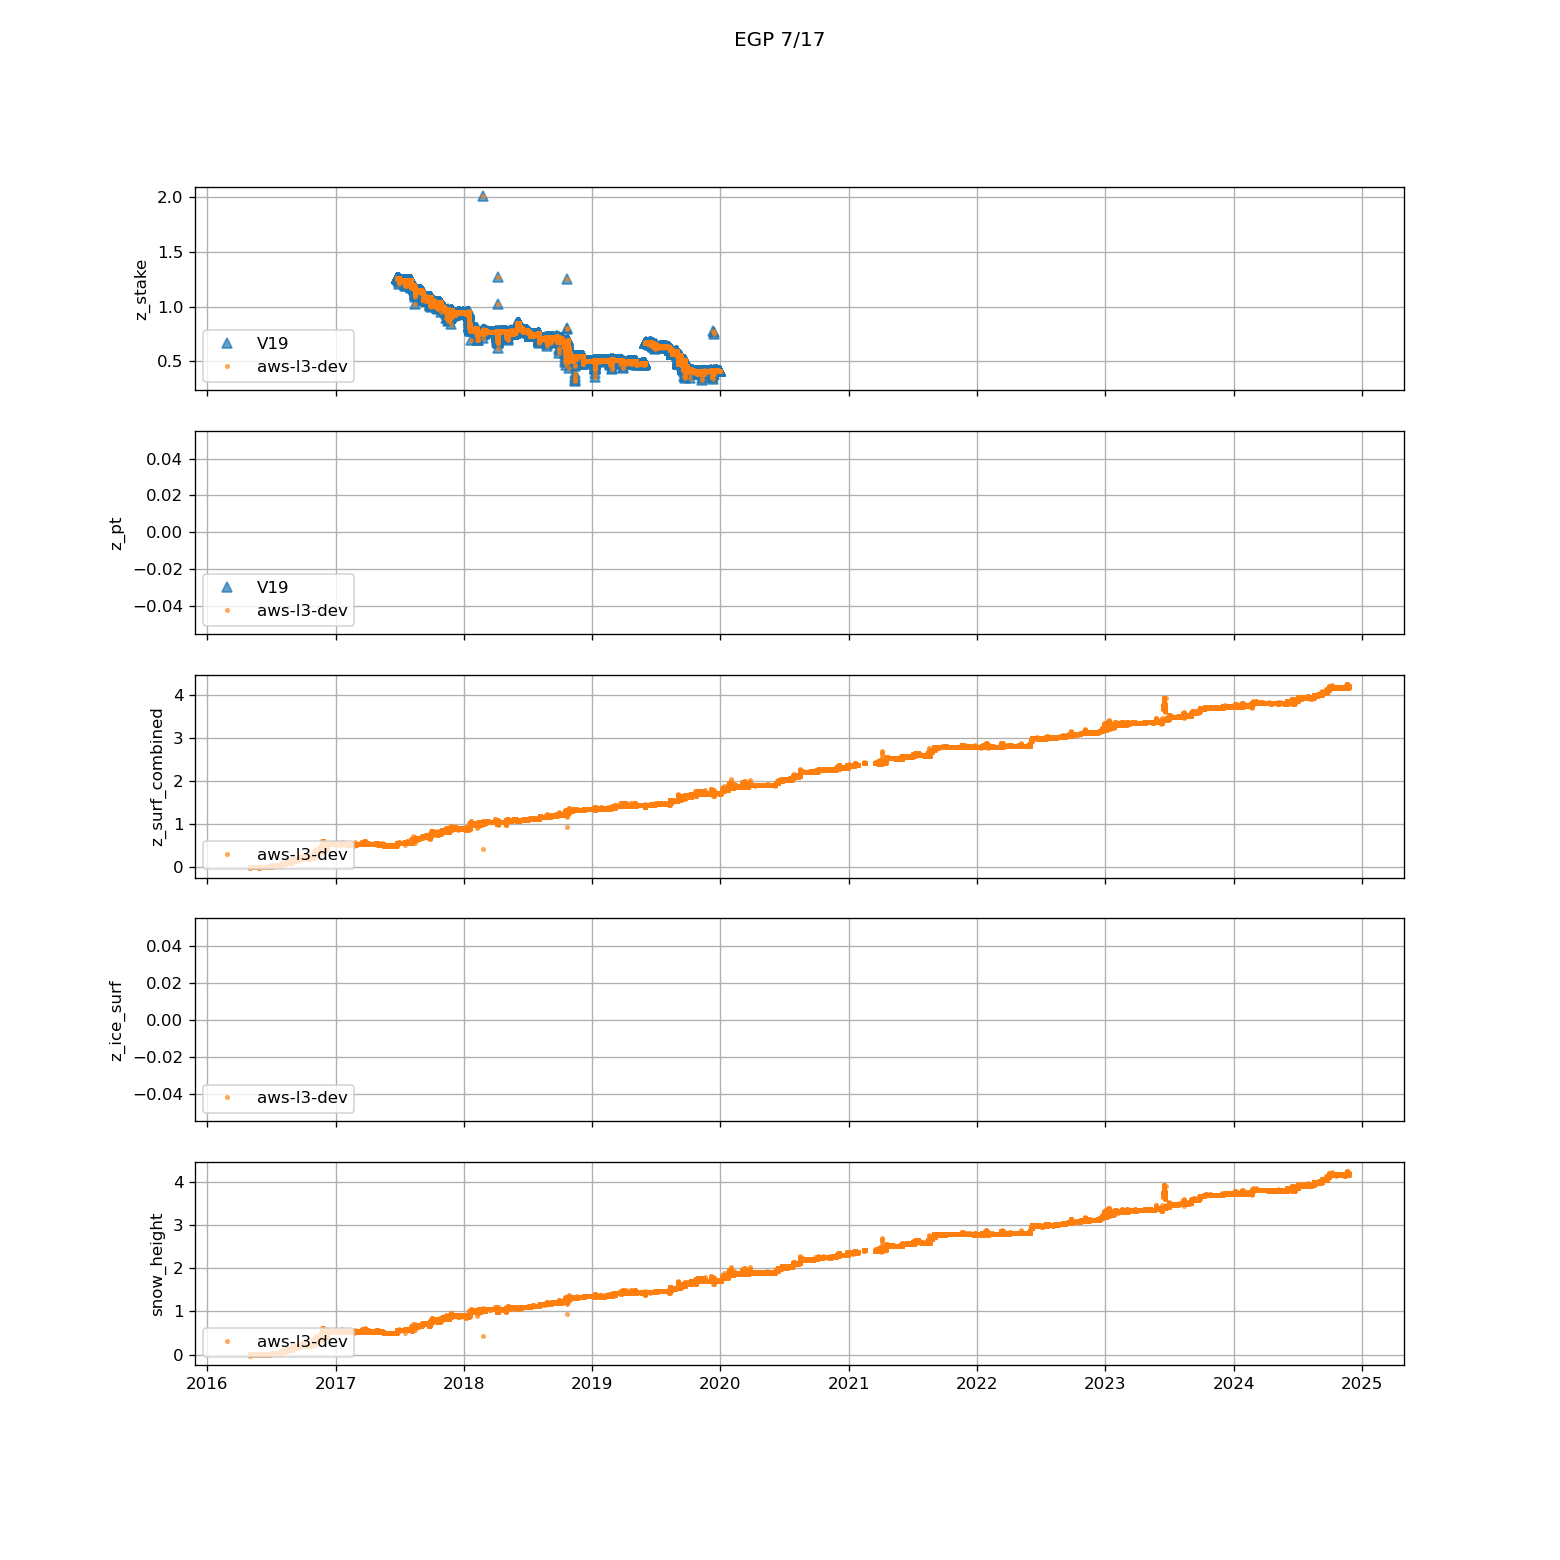 EGP 7/17
2.0
1.5
1.0
0.5
z_stake
V19
aws-l3-dev
0.04
0.02
0.00
−0.02
−0.04
z_pt
V19
aws-l3-dev
4
3
2
1
0
z_surf_combined
aws-l3-dev
0.04
0.02
0.00
−0.02
−0.04
z_ice_surf
aws-l3-dev
4
3
2
1
0
snow_height
aws-l3-dev
2016 2017 2018 2019 2020 2021 2022 2023 2024 2025